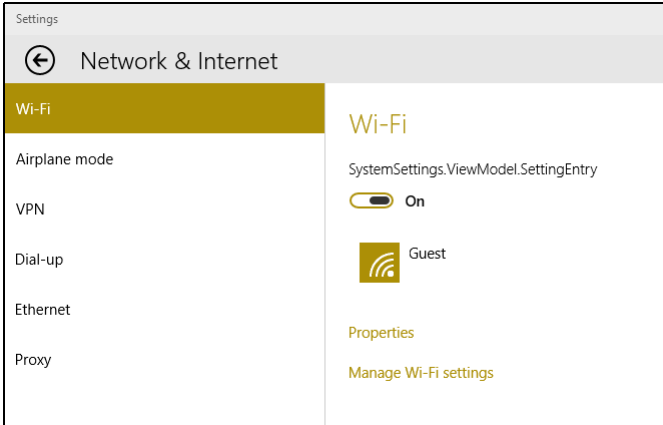 Settings
Network & Internet
Wi-Fi
Airplane mode
VPN
Dial-up
Ethernet
Proxy
Wi-Fi
SystemSettings.ViewModel.SettingEntry
On
Guest
Properties
Manage Wi-Fi settings